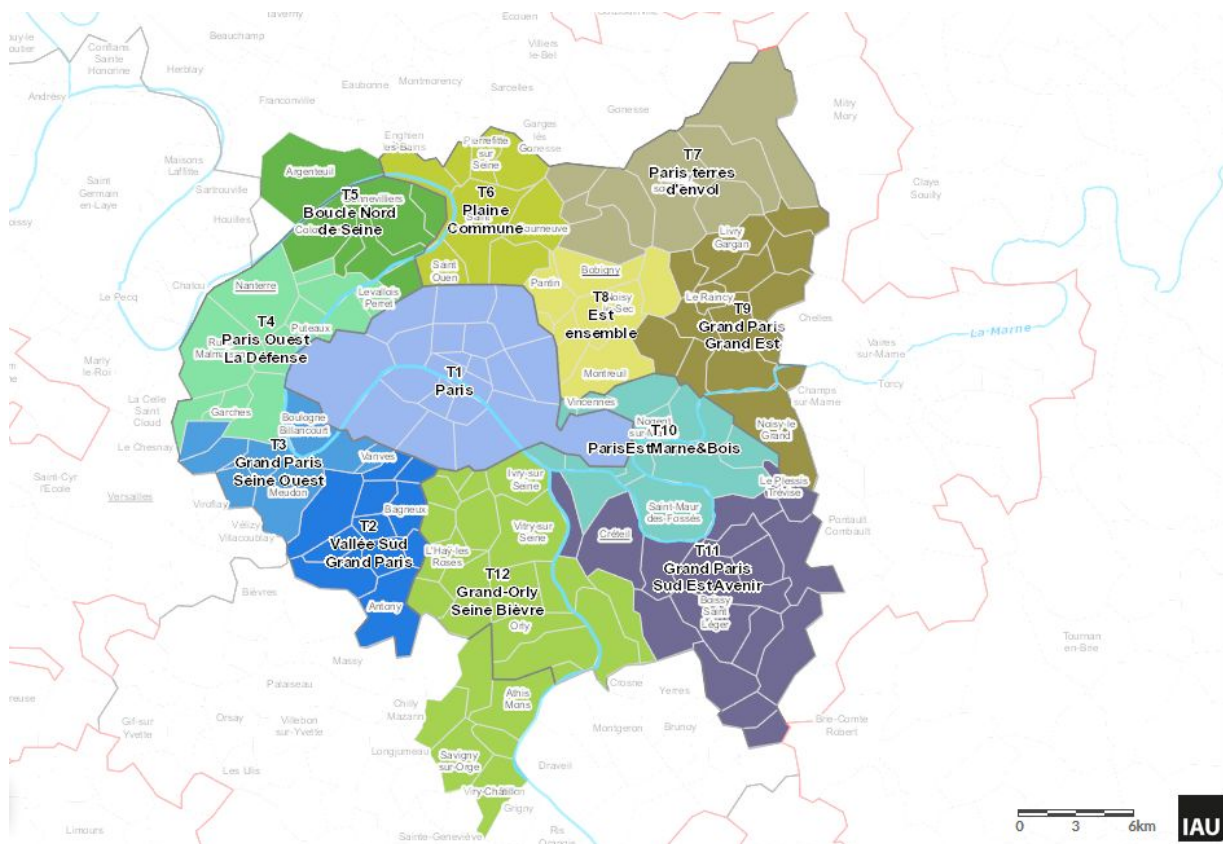 Taverny
Ecouen
Conflans
Sainte
Honorine
Beauchamp
Villiers
le-Bel
Herblay
Andrésy
Eaubonne
Montmorency
Sarcelles
Franconville
Gonesse
Mitry
Mory
Garges
lès
Gonesse
Enghien
les-Bains
Pierrefitte
sur
Seine
Maisons
Laffitte
Argenteuil
T7
Paris terres
d'envol
Saint
Germain
en-Laye
Sartrouville
Claye
Souilly
T5
Boucle Nord
de Seine
T6
Plaine
Commune
Houilles
Livry
Gargan
Saint
Ouen
Pantin
Bobigny
Chatou
Nanterre
Le Pecq
Levallois
Perret
T8
Est
ensemble
Le Raincy
T9
Grand Paris
Grand Est
Chelles
T4
Paris Ouest
La Défense
Puteaux
La Marne
Vaires
sur-Marne
Marly
le-Roi
T1
Paris
Montreuil
Torcy
Champs
sur-Marne
La Celle
Saint
Cloud
Garches
Vincennes
Boulogne
Billancourt
Noisy-le
Grand
T10
ParisEstMarne&Bois
Le Chesnay
T3
Grand Paris
Seine Ouest
Vanves
Ivry-sur
Seine
Le Plessis
Trévise
Saint-Cyr
l'Ecole
Versailles
Meudon
Viroflay
Bagneux
Saint-Maur
des-Fossés
Vélizy
Villacoublay
T2
Vallée Sud
Grand Paris
Vitry-sur
Seine
Créteil
Pontault
Combault
L'Haÿ-les
Roses
T11
Grand Paris
Sud Est Avenir
T12
Grand-Orly
Seine Bièvre
Bièvres
Antony
Boissy
Saint
Léger
Orly
Tournan
en-Brie
Massy
Palaiseau
Crosne
Yerres
Athis
Mons
Chilly
Mazarin
Gif-sur
Yvette
Orsay
Villebon
sur-Yvette
Montgeron
Brunoy
Brie-Comte
Robert
Longjumeau
Savigny
sur-Orge
Draveil
Les Ulis
Viry-Châtillon
Grigny
Limours
Sainte-Geneviève
Ris
Orangis
0 3 6km
IAU